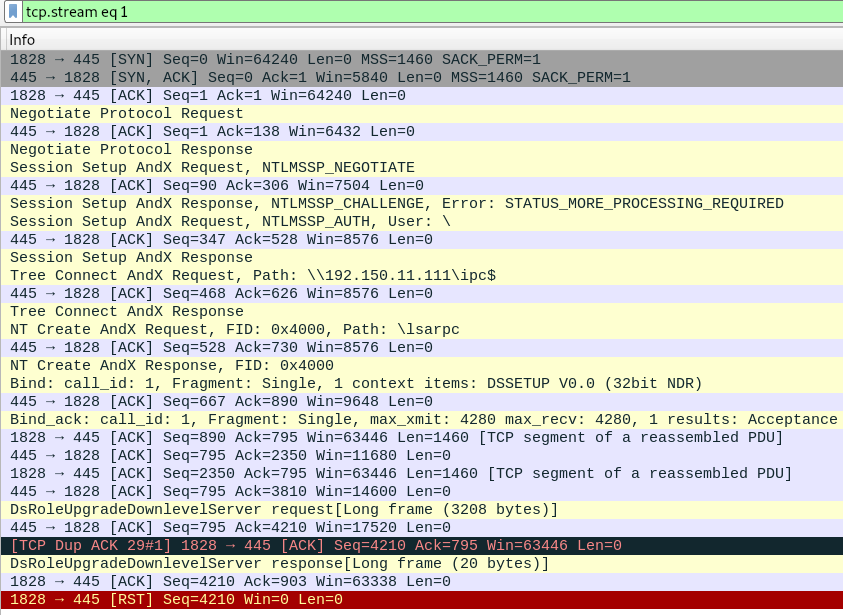 tcp.stream eq 1
Info
1828 → 445 [SYN] Seq=0 Win=64240 Len=0 MSS=1460 SACK_PERM=1
445 → 1828 [SYN, ACK] Seq=0 Ack=1 Win=5840 Len=0 MSS=1460 SACK_PERM=1
1828 → 445 [ACK] Seq=1 Ack=1 Win=64240 Len=0
Negotiate Protocol Request
445 → 1828 [ACK] Seq=1 Ack=138 Win=6432 Len=0
Negotiate Protocol Response
Session Setup AndX Request, NTLMSSP_NEGOTIATE
445 → 1828 [ACK] Seq=90 Ack=306 Win=7504 Len=0
Session Setup AndX Response, NTLMSSP_CHALLENGE, Error: STATUS_MORE_PROCESSING_REQUIRED
Session Setup AndX Request, NTLMSSP_AUTH, User: \
445 → 1828 [ACK] Seq=347 Ack=528 Win=8576 Len=0
Session Setup AndX Response
Tree Connect AndX Request, Path: \\192.150.11.111\ipc$
445 → 1828 [ACK] Seq=468 Ack=626 Win=8576 Len=0
Tree Connect AndX Response
NT Create AndX Request, FID: 0x4000, Path: \lsarpc
445 → 1828 [ACK] Seq=528 Ack=730 Win=8576 Len=0
NT Create AndX Response, FID: 0x4000
Bind: call_id: 1, Fragment: Single, 1 context items: DSSETUP V0.0 (32bit NDR)
445 → 1828 [ACK] Seq=667 Ack=890 Win=9648 Len=0
Bind_ack: call_id: 1, Fragment: Single, max_xmit: 4280 max_recv: 4280, 1 results: Acceptance
1828 → 445 [ACK] Seq=890 Ack=795 Win=63446 Len=1460 [TCP segment of a reassembled PDU]
445 → 1828 [ACK] Seq=795 Ack=2350 Win=11680 Len=0
1828 → 445 [ACK] Seq=2350 Ack=795 Win=63446 Len=1460 [TCP segment of a reassembled PDU]
445 → 1828 [ACK] Seq=795 Ack=3810 Win=14600 Len=0
DsRoleUpgradeDownlevelServer request[Long frame (3208 bytes)]
445 → 1828 [ACK] Seq=795 Ack=4210 Win=17520 Len=0
[TCP Dup ACK 29#1] 1828 → 445 [ACK] Seq=4210 Ack=795 Win=63446 Len=0
DsRoleUpgradeDownlevelServer response[Long frame (20 bytes)]
1828 → 445 [ACK] Seq=4210 Ack=903 Win=63338 Len=0
1828 → 445 [RST] Seq=4210 Win=0 Len=0